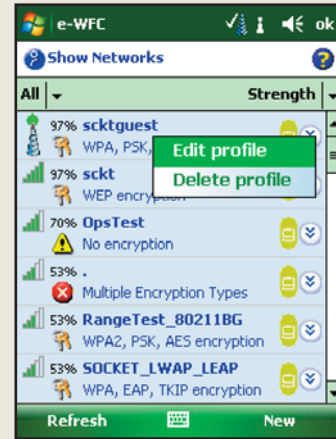 e-WFC ok
Show Networks ?
All Strength
97% scktguest
WPA, PSK,
Edit profile
Delete profile
97% sckt
WEP encryp
70% OpsTest
No encryption
53% .
Multiple Encryption Types
53% RangeTest_80211BG
WPA2, PSK, AES encryption
53% SOCKET_LWAP_LEAP
WPA, EAP, TKIP encryption
Refresh New